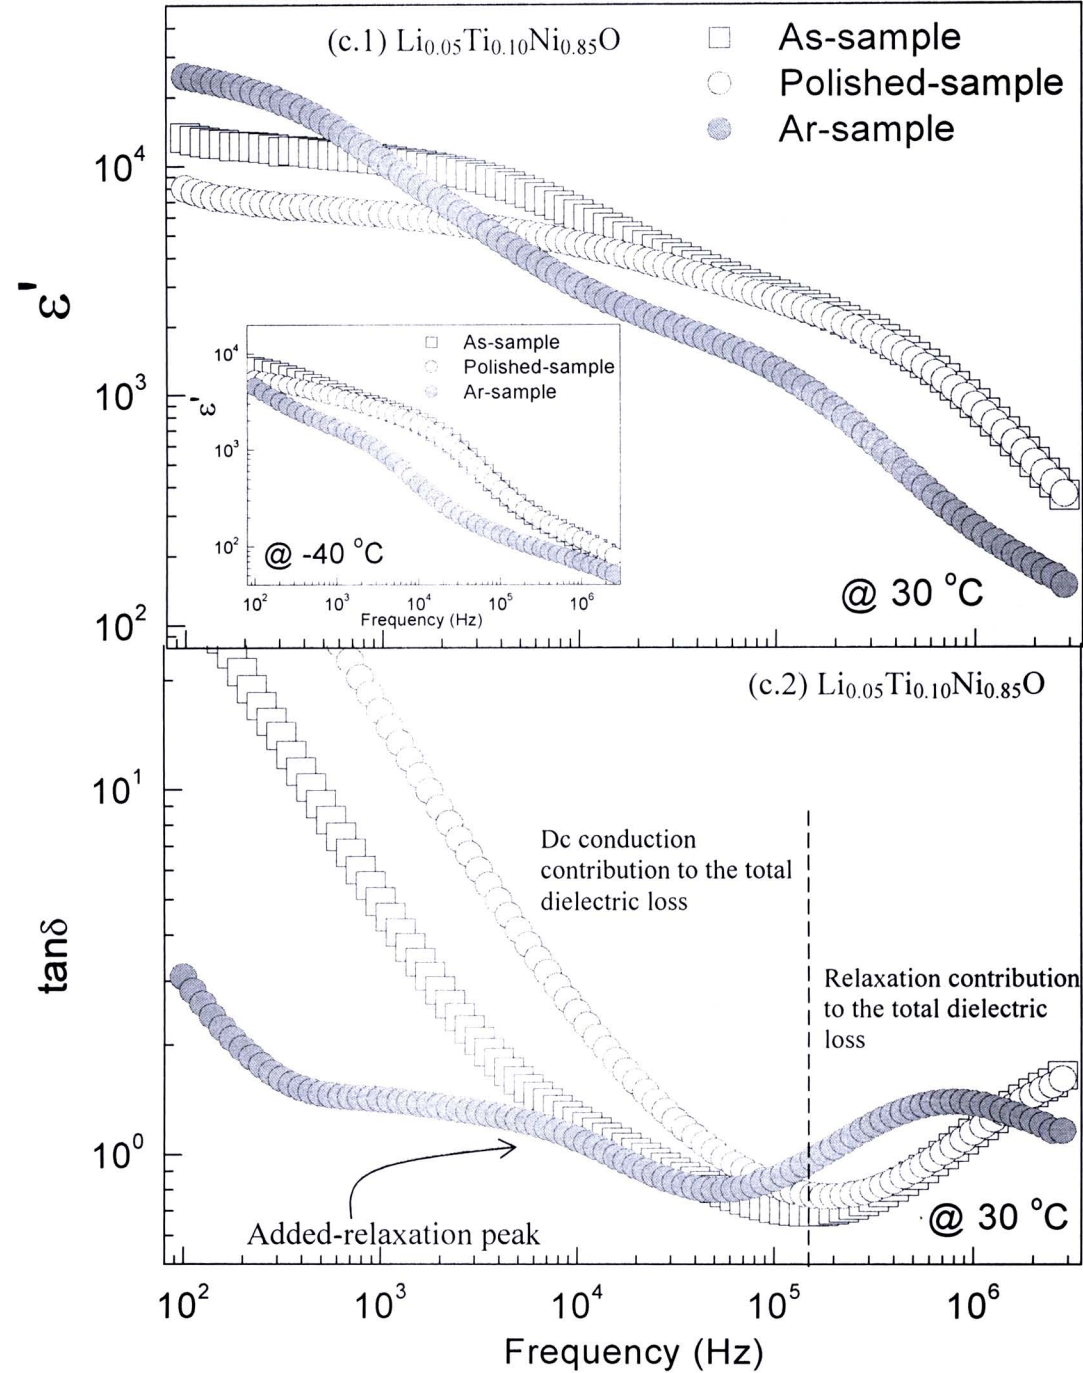 (c.1) Li₀.₀₅Ti₀.₁₀Ni₀.₈₅O
As-sample
Polished-sample
Ar-sample
10⁴
10³
10²
ε'
As-sample
Polished-sample
Ar-sample
10⁴
10³
10²
ε'
@ -40 °C
10² 10³ 10⁴ 10⁵ 10⁶
Frequency (Hz)
@ 30 °C
(c.2) Li₀.₀₅Ti₀.₁₀Ni₀.₈₅O
10¹
10⁰
tanδ
Dc conduction
contribution to the total
dielectric loss
Relaxation contribution
to the total dielectric
loss
Added-relaxation peak
@ 30 °C
10² 10³ 10⁴ 10⁵ 10⁶
Frequency (Hz)